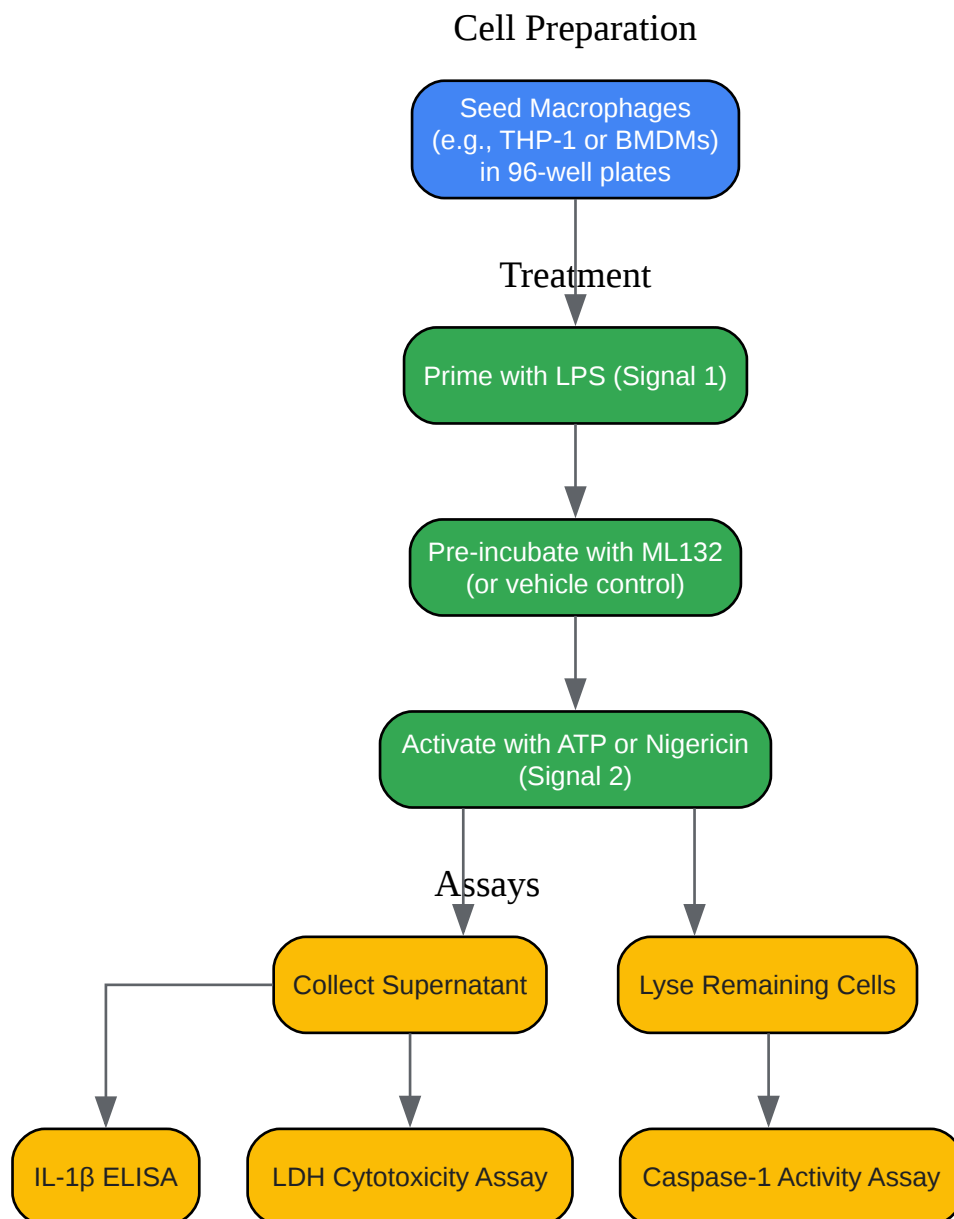 Cell Preparation
Seed Macrophages
(e.g., THP-1 or BMDMs)
in 96-well plates
Treatment
Prime with LPS (Signal 1)
Pre-incubate with ML132
(or vehicle control)
Activate with ATP or Nigericin
(Signal 2)
Assays
Collect Supernatant
Lyse Remaining Cells
IL-1β ELISA
LDH Cytotoxicity Assay
Caspase-1 Activity Assay